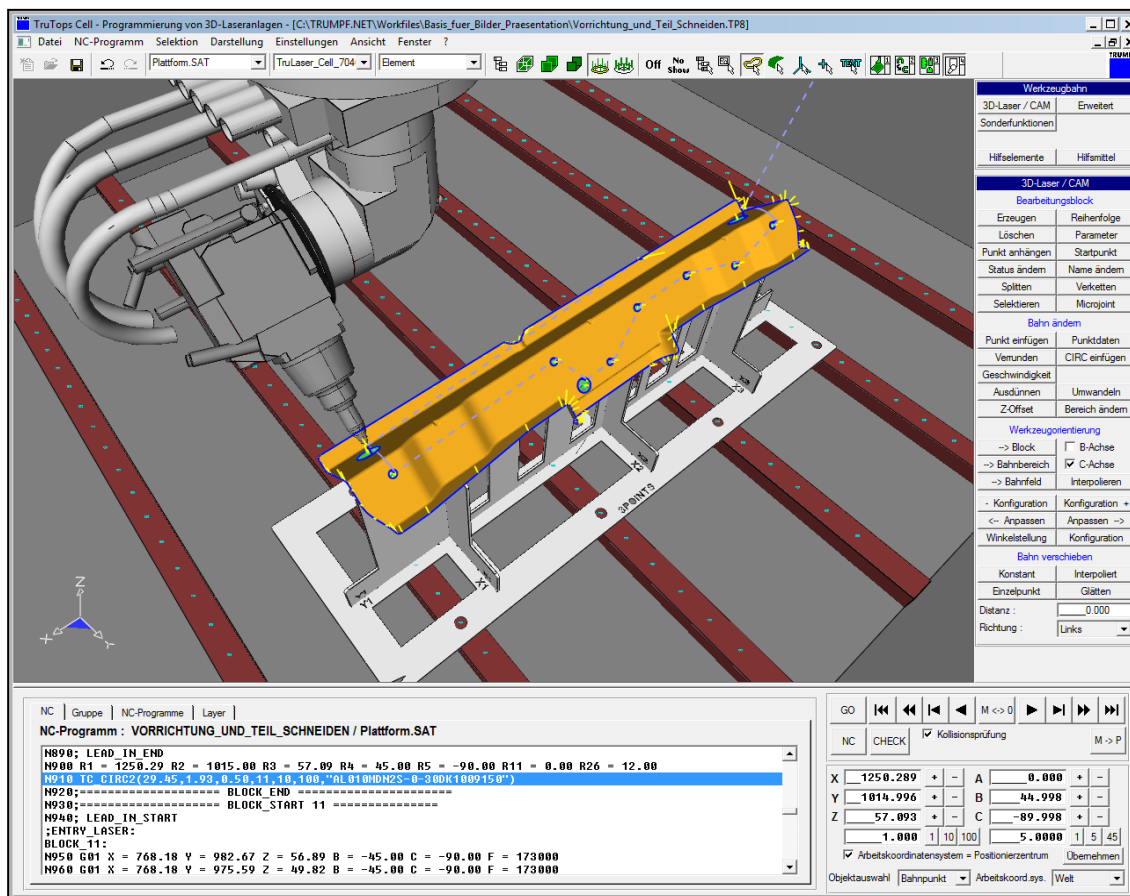 TruTops Cell - Programmierung von 3D-Laseranlagen - [C:\TRUMPF.NET\Workfiles\Basis_fuer_Bilder_Praesentation\Vorrichtung_und_Teil_Schneiden.TP8]
Datei NC-Programm Selektion Darstellung Einstellungen Ansicht Fenster ?
Plattform.SAT TruLaser_Cell_704 Element Off No Show TENT
TRUMPF
Werkzeugbahn
3D-Laser / CAM Erweitert
Sonderfunktionen
Hilfselemente Hilfsmittel
3D-Laser / CAM
Bearbeitungsblock
Erzeugen Reihenfolge
Löschen Parameter
Punkt anhängen Startpunkt
Status ändern Name ändern
Splitten Verketten
Selektieren Microjoint
Bahn ändern
Punkt einfügen Punktdaten
Verrunden CIRC einfügen
Geschwindigkeit
Ausdünnen Umwandeln
Z-Offset Bereich ändern
Werkzeugorientierung
--> Block B-Achse
--> Bahnbereich C-Achse
--> Bahnfeld Interpolieren
- Konfiguration Konfiguration +
<-- Anpassen Anpassen -->
Winkelstellung Konfiguration
Bahn verschieben
Konstant Interpoliert
Einzelpunkt Glätten
Distanz : 0.000
Richtung : Links
X3
X2
3POINTS
X1
Y1
Z
X Y
NC Gruppe NC-Programme Layer
NC-Programm : VORRICHTUNG_UND_TEIL_SCHNEIDEN / Plattform.SAT
N890; LEAD_IN_END
N900 R1 = 1250.29 R2 = 1015.00 R3 = 57.09 R4 = 45.00 R5 = -90.00 R11 = 0.00 R26 = 12.00
N910 TC_CIRC2(29.45,1.93,0.50,11,10,100,"AL010MDN2S-0-30DK1009150")
N920;==================== BLOCK_END ======================
N930;==================== BLOCK_START 11 ===============
N940; LEAD_IN_START
;ENTRY_LASER:
BLOCK_11:
N950 G01 X = 768.18 Y = 982.67 Z = 56.89 B = -45.00 C = -90.00 F = 173000
N960 G01 X = 768.18 Y = 975.59 Z = 49.82 B = -45.00 C = -90.00 F = 173000
GO M <-> 0
NC CHECK Kollisionsprüfung M -> P
X 1250.289 + - A 0.000 + -
Y 1014.996 + - B 44.998 + -
Z 57.093 + - C -89.998 + -
1.000 1 10 100 5.0000 1 5 45
Arbeitskoordinatensystem = Positionierzentrum Übernehmen
Objektauswahl Bahnpunkt Arbeitskoord.sys. Welt